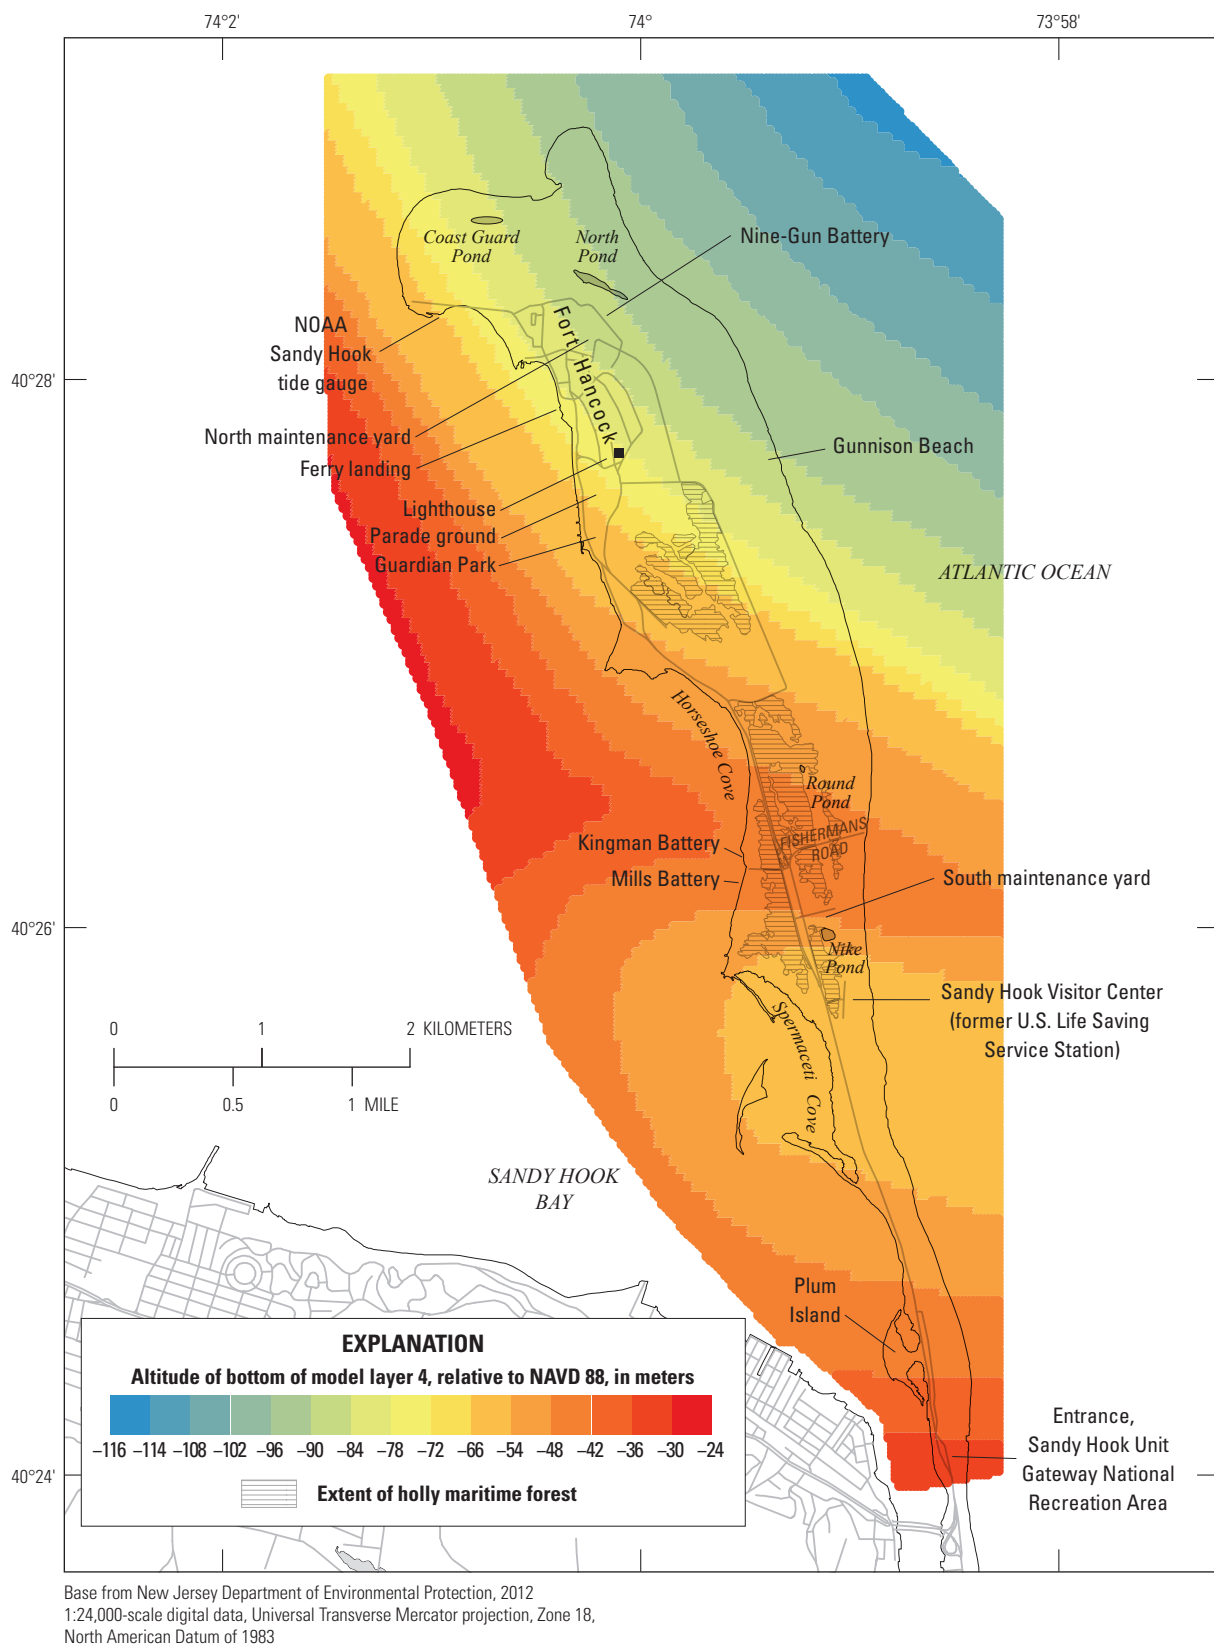 74°2'
74°
73°58'
Coast Guard
Pond
North
Pond
Nine-Gun Battery
NOAA
Sandy Hook
tide gauge
Fort Hancock
40°28'
North maintenance yard
Ferry landing
Gunnison Beach
Lighthouse
Parade ground
Guardian Park
ATLANTIC OCEAN
Horseshoe Cove
Round
Pond
FISHERMANS
ROAD
Kingman Battery
Mills Battery
South maintenance yard
40°26'
Nike
Pond
Sandy Hook Visitor Center
(former U.S. Life Saving
Service Station)
Spermaceti Cove
0 1 2 KILOMETERS
0 0.5 1 MILE
SANDY HOOK
BAY
Plum
Island
EXPLANATION
Altitude of bottom of model layer 4, relative to NAVD 88, in meters
–116 –114 –108 –102 –96 –90 –84 –78 –72 –66 –54 –48 –42 –36 –30 –24
Extent of holly maritime forest
Entrance,
Sandy Hook Unit
Gateway National
Recreation Area
40°24'
Base from New Jersey Department of Environmental Protection, 2012
1:24,000-scale digital data, Universal Transverse Mercator projection, Zone 18,
North American Datum of 1983